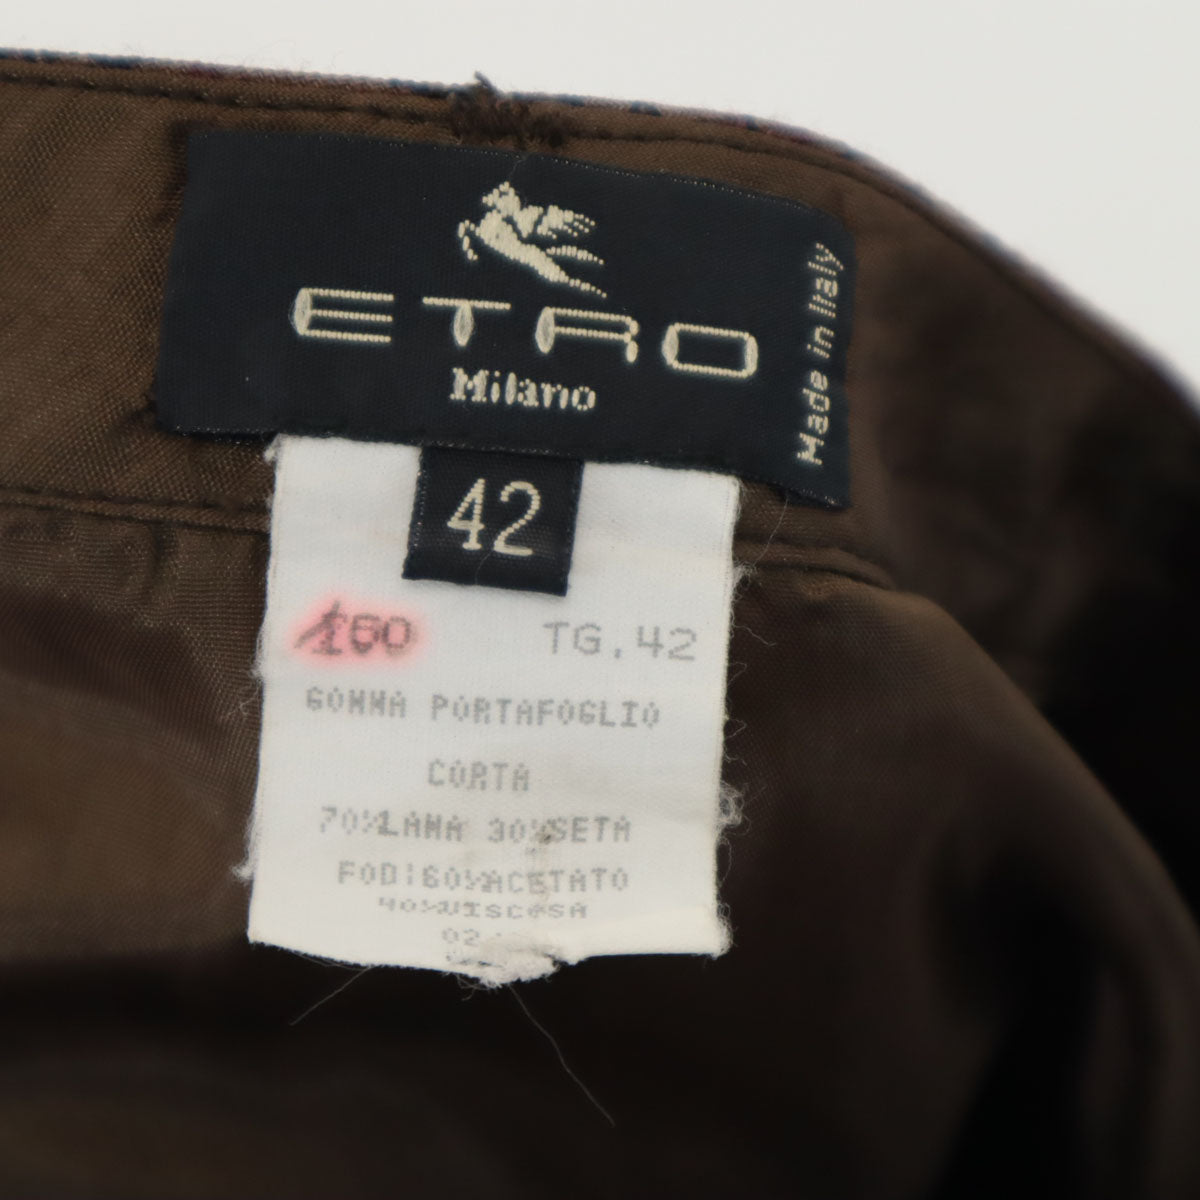 ETRO
Milano
Made in Italy
42
TG.42
GONNA PORTAFOGLIO
CORTA
70%LANA 30%SETA
FOD:60%ACETATO
40%VISCOSA